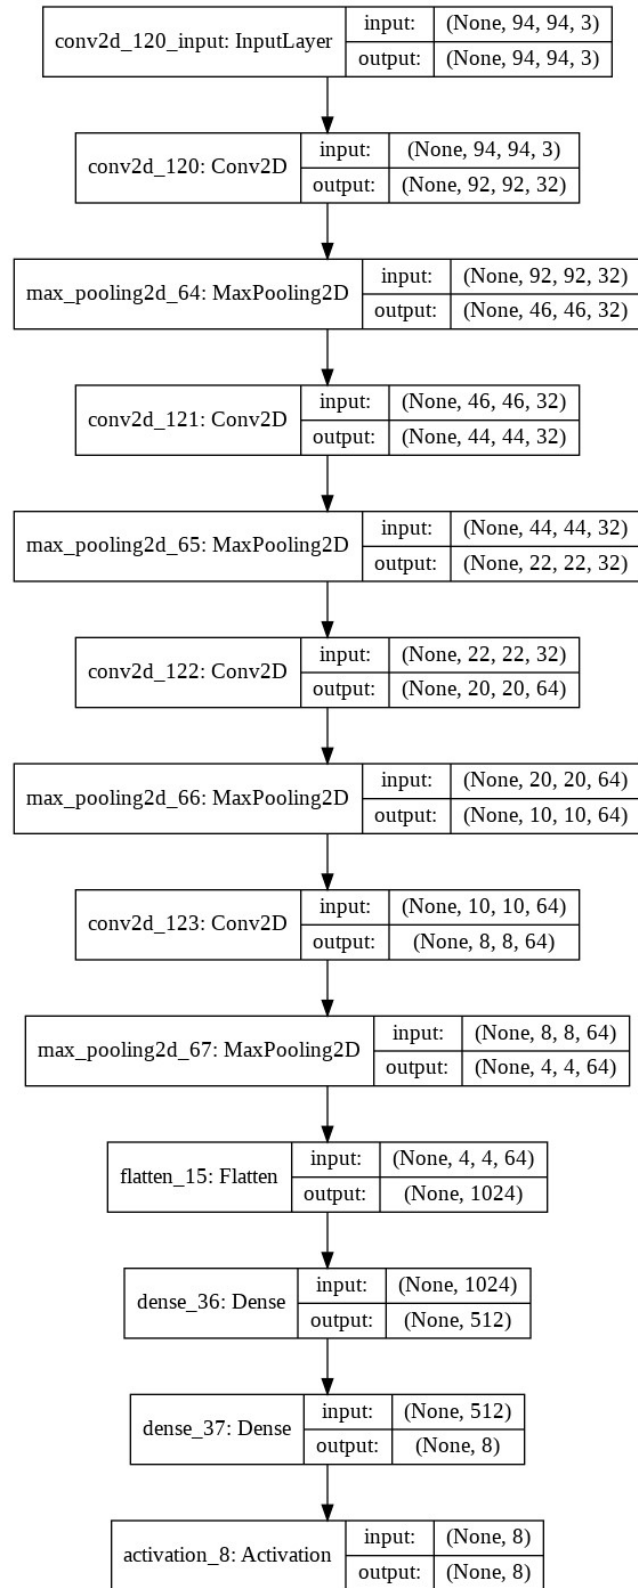 conv2d_120_input: InputLayer
input: (None, 94, 94, 3)
output: (None, 94, 94, 3)
conv2d_120: Conv2D
input: (None, 94, 94, 3)
output: (None, 92, 92, 32)
max_pooling2d_64: MaxPooling2D
input: (None, 92, 92, 32)
output: (None, 46, 46, 32)
conv2d_121: Conv2D
input: (None, 46, 46, 32)
output: (None, 44, 44, 32)
max_pooling2d_65: MaxPooling2D
input: (None, 44, 44, 32)
output: (None, 22, 22, 32)
conv2d_122: Conv2D
input: (None, 22, 22, 32)
output: (None, 20, 20, 64)
max_pooling2d_66: MaxPooling2D
input: (None, 20, 20, 64)
output: (None, 10, 10, 64)
conv2d_123: Conv2D
input: (None, 10, 10, 64)
output: (None, 8, 8, 64)
max_pooling2d_67: MaxPooling2D
input: (None, 8, 8, 64)
output: (None, 4, 4, 64)
flatten_15: Flatten
input: (None, 4, 4, 64)
output: (None, 1024)
dense_36: Dense
input: (None, 1024)
output: (None, 512)
dense_37: Dense
input: (None, 512)
output: (None, 8)
activation_8: Activation
input: (None, 8)
output: (None, 8)